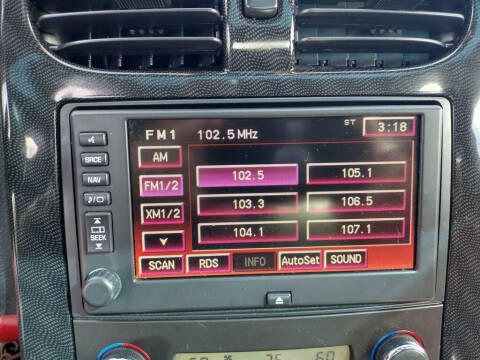 FM1 102.5 MHz ST 3:18
AM
102.5 105.1
SRCE
NAV
FM1/2
103.3 106.5
XM1/2
SEEK
104.1 107.1
SCAN RDS INFO AutoSet SOUND